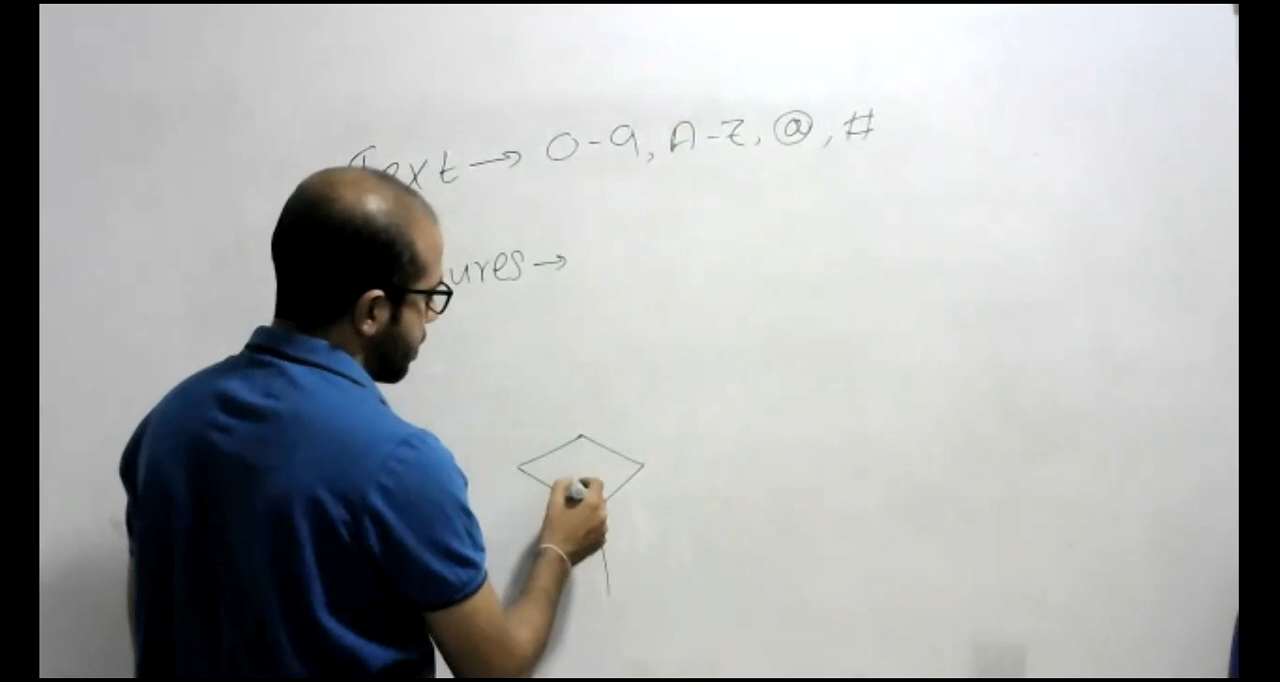 Text → 0-9, A-Z, @, #
ures →